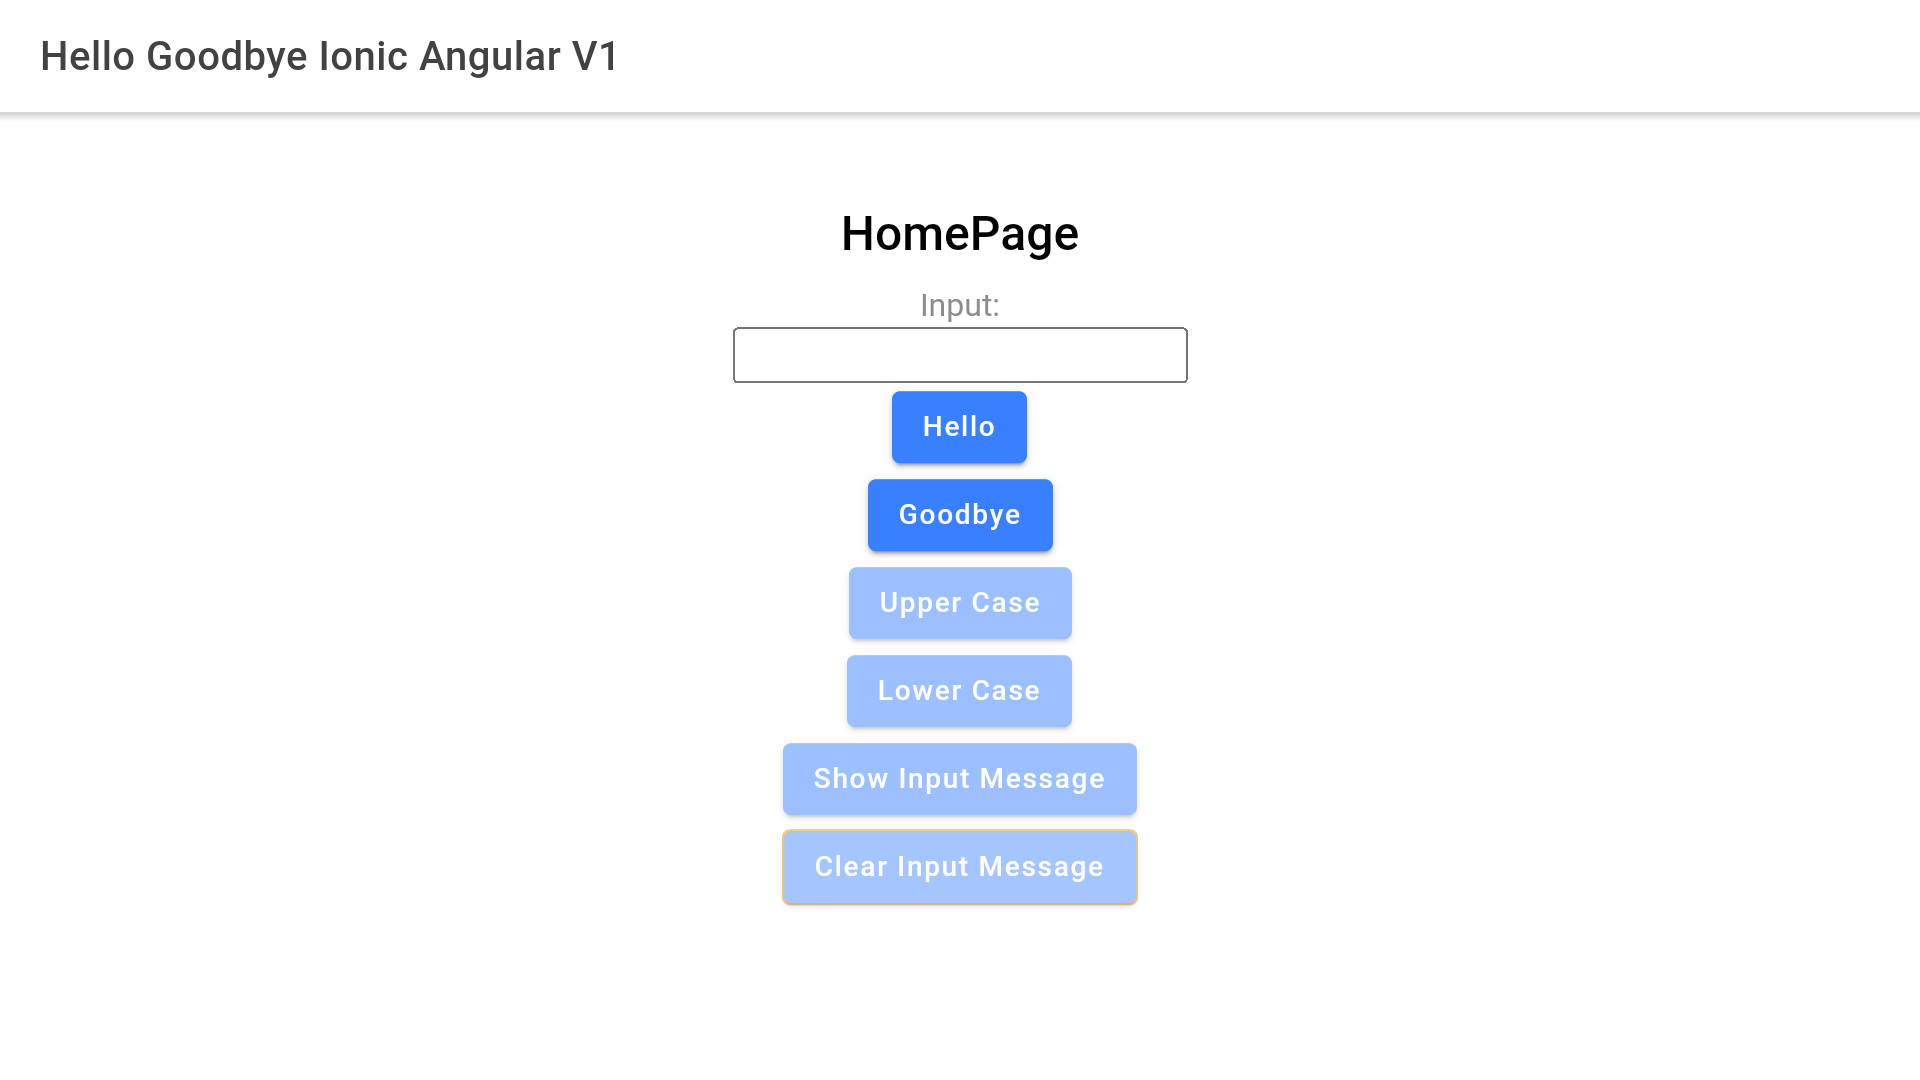 Hello Goodbye Ionic Angular V1
HomePage
Input:
Hello
Goodbye
Upper Case
Lower Case
Show Input Message
Clear Input Message